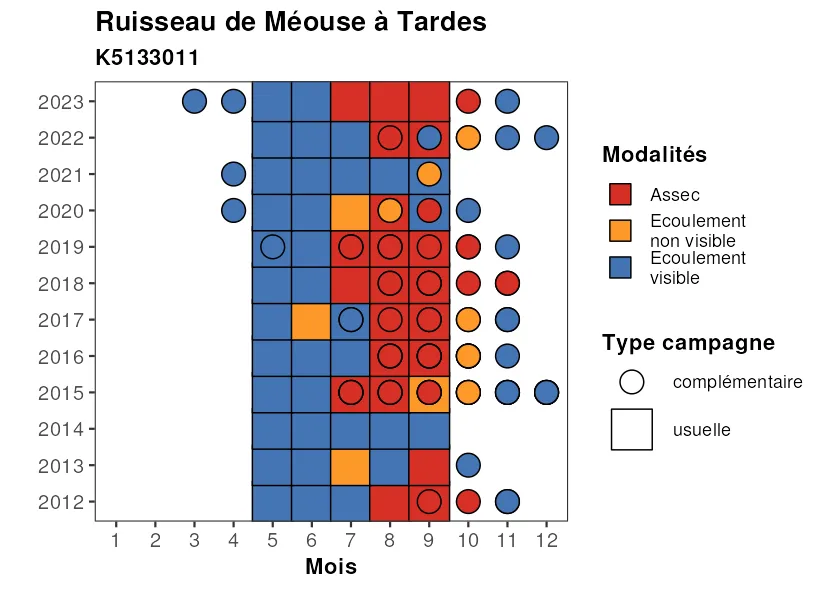 Ruisseau de Méouse à Tardes
K5133011
2023
2022
2021
2020
2019
2018
2017
2016
2015
2014
2013
2012
1 2 3 4 5 6 7 8 9 10 11 12
Mois
Modalités
Assec
Ecoulement
non visible
Ecoulement
visible
Type campagne
complémentaire
usuelle